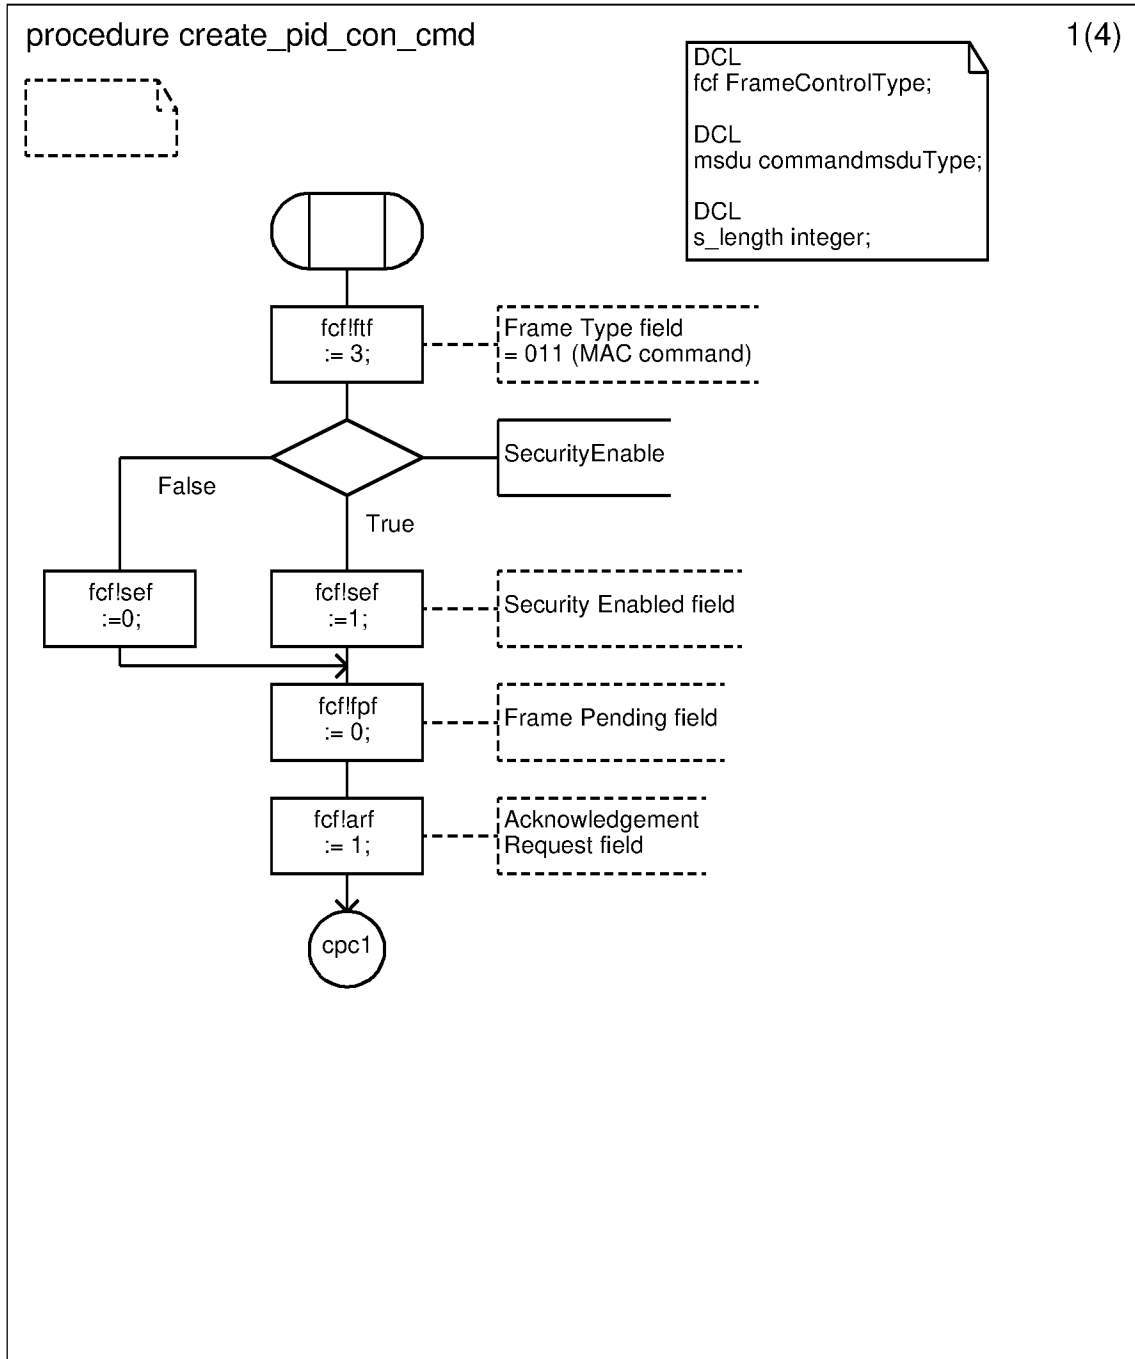 procedure create_pid_con_cmd
1(4)
DCL
fcf FrameControlType;
DCL
msdu commandmsduType;
DCL
s_length integer;
fcf!ftf
:= 3;
Frame Type field
= 011 (MAC command)
SecurityEnable
False
True
fcf!sef
:=0;
fcf!sef
:=1;
Security Enabled field
fcf!fpf
:= 0;
Frame Pending field
fcf!arf
:= 1;
Acknowledgement
Request field
cpc1